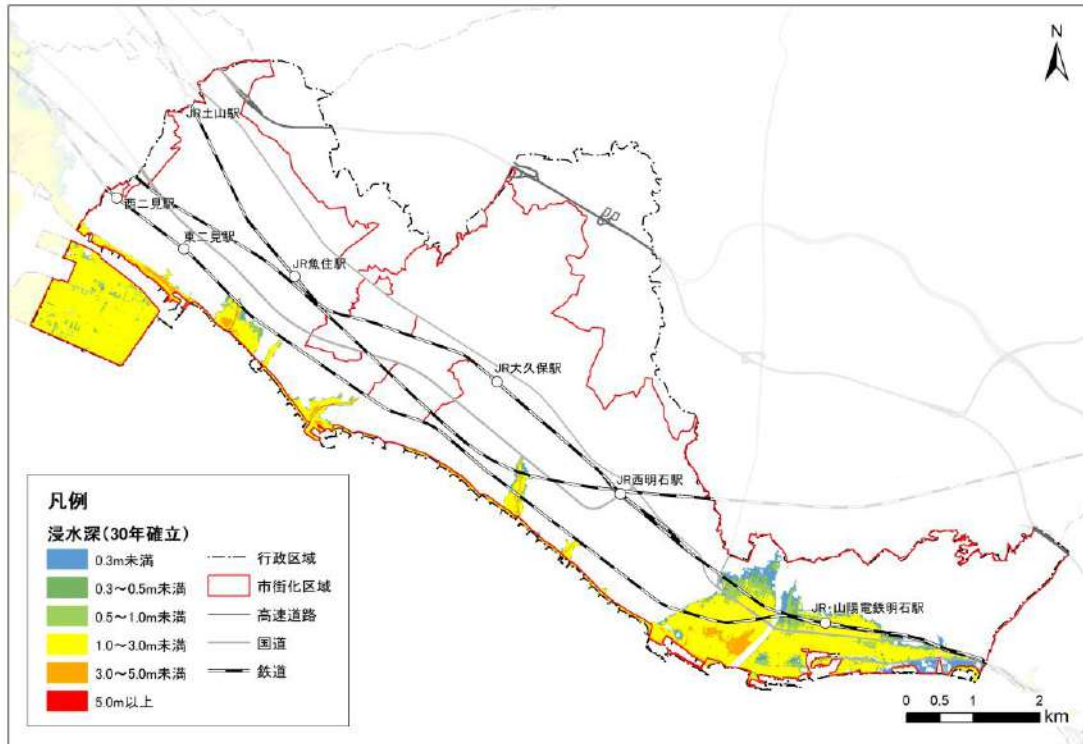 N
JR土山駅
西二見駅
東二見駅
JR魚住駅
JR大久保駅
JR西明石駅
JR・山陽電鉄明石駅
凡例
浸水深(30年確立)
0.3m未満
0.3～0.5m未満
0.5～1.0m未満
1.0～3.0m未満
3.0～5.0m未満
5.0m以上
行政区域
市街化区域
高速道路
国道
鉄道
0 0.5 1 2
km